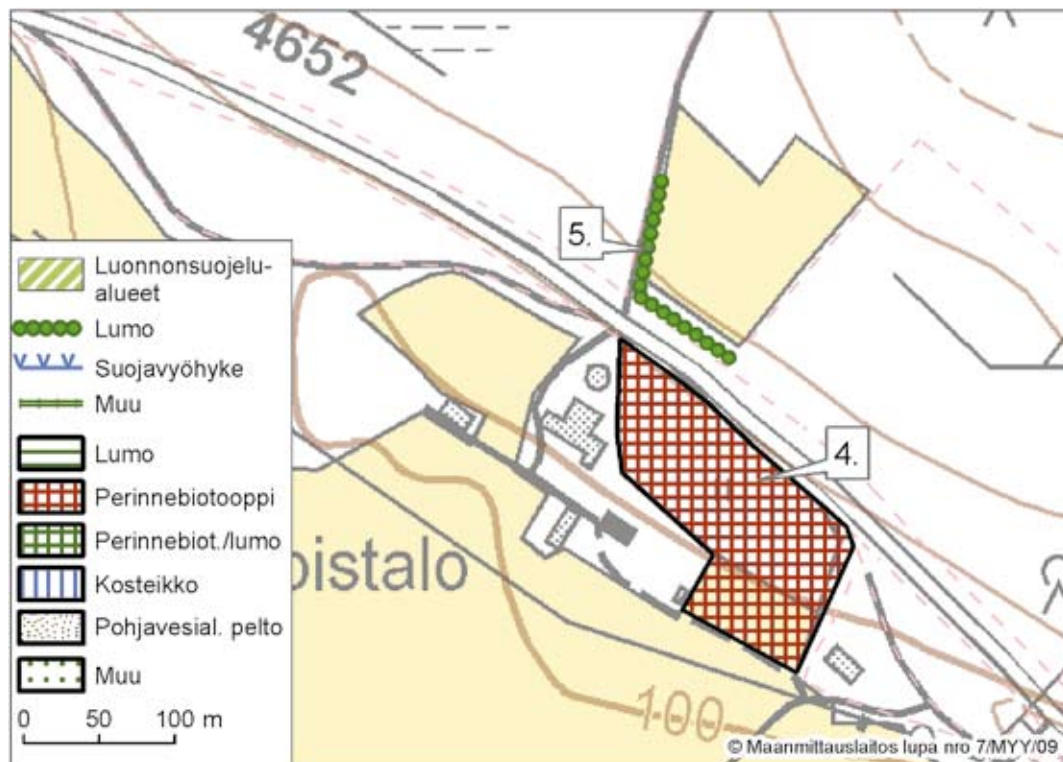 4652
5.
4.
Luonnonsuojelu-
alueet
Lumo
Suojavyöhyke
Muu
Lumo
Perinnebiotooppi
Perinnebiot./lumo
Kosteikko
Pohjavesial. pelto
Muu
0 50 100 m
oistalo
100
© Maanmittauslaitos lupa nro 7/MYY/09